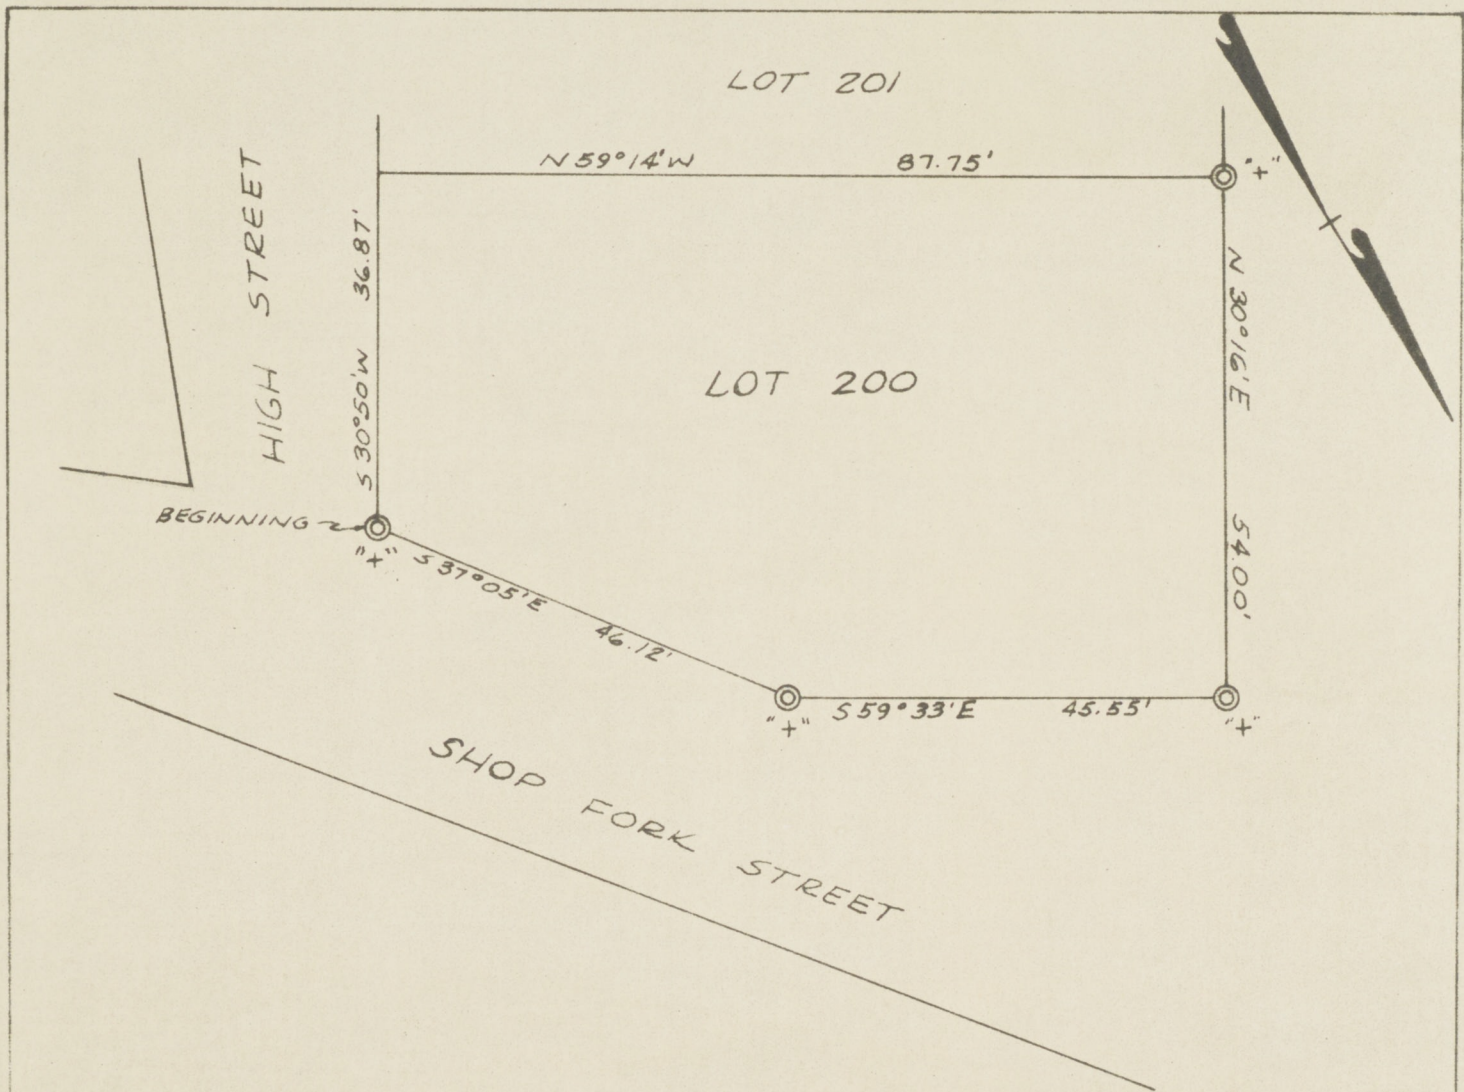 LOT 201
N 59°14'W 87.75'
"+"
HIGH STREET
S 30°50'W 36.87'
N 30°16'E 54.00'
LOT 200
BEGINNING
"+"
S 37°05'E 46.12'
"+"
S 59°33'E 45.55'
"+"
SHOP FORK STREET